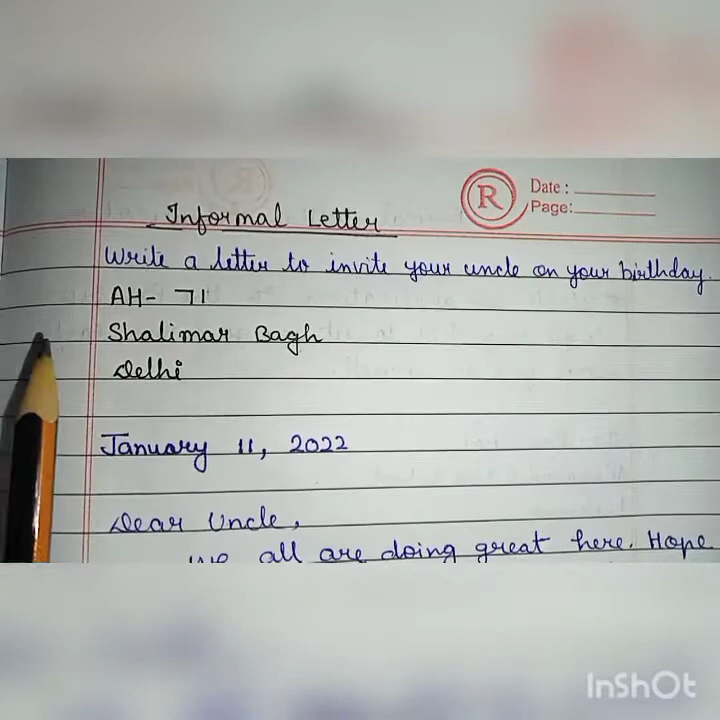 R
Date :
Page:
Informal Letter
Write a letter to invite your uncle on your birthday.
AH- 71
Shalimar Bagh
Delhi
January 11, 2022
Dear Uncle,
We all are doing great here. Hope
InShOt